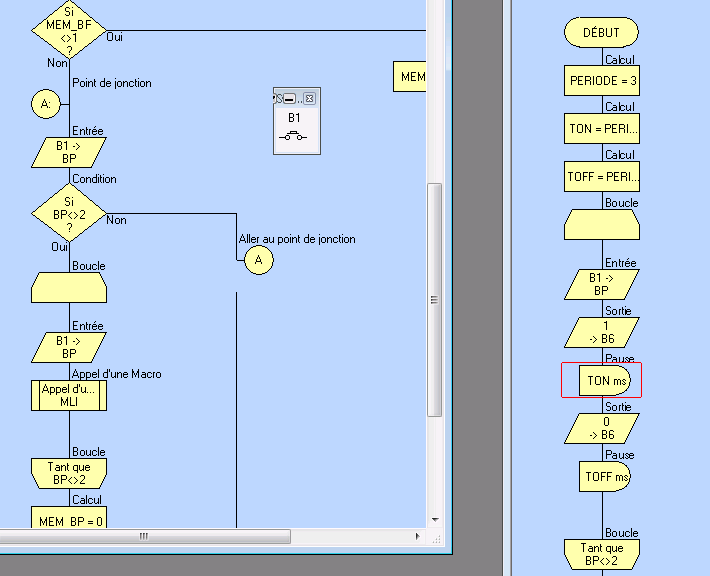 Si
MEM_BF
<>1
?
Oui
Non
Point de jonction
A:
Entrée
B1 ->
BP
Condition
Si
BP<>2
?
Non
Oui
Aller au point de jonction
A
Boucle
Entrée
B1 ->
BP
Appel d'une Macro
Appel d'u...
MLI
Boucle
Tant que
BP<>2
Calcul
MEM_BP = 0
MEM
B1
DÉBUT
Calcul
PERIODE = 3
Calcul
TON = PERI...
Calcul
TOFF = PERI...
Boucle
Entrée
B1 ->
BP
Sortie
1
-> B6
Pause
TON ms
Sortie
0
-> B6
Pause
TOFF ms
Boucle
Tant que
BP<>2